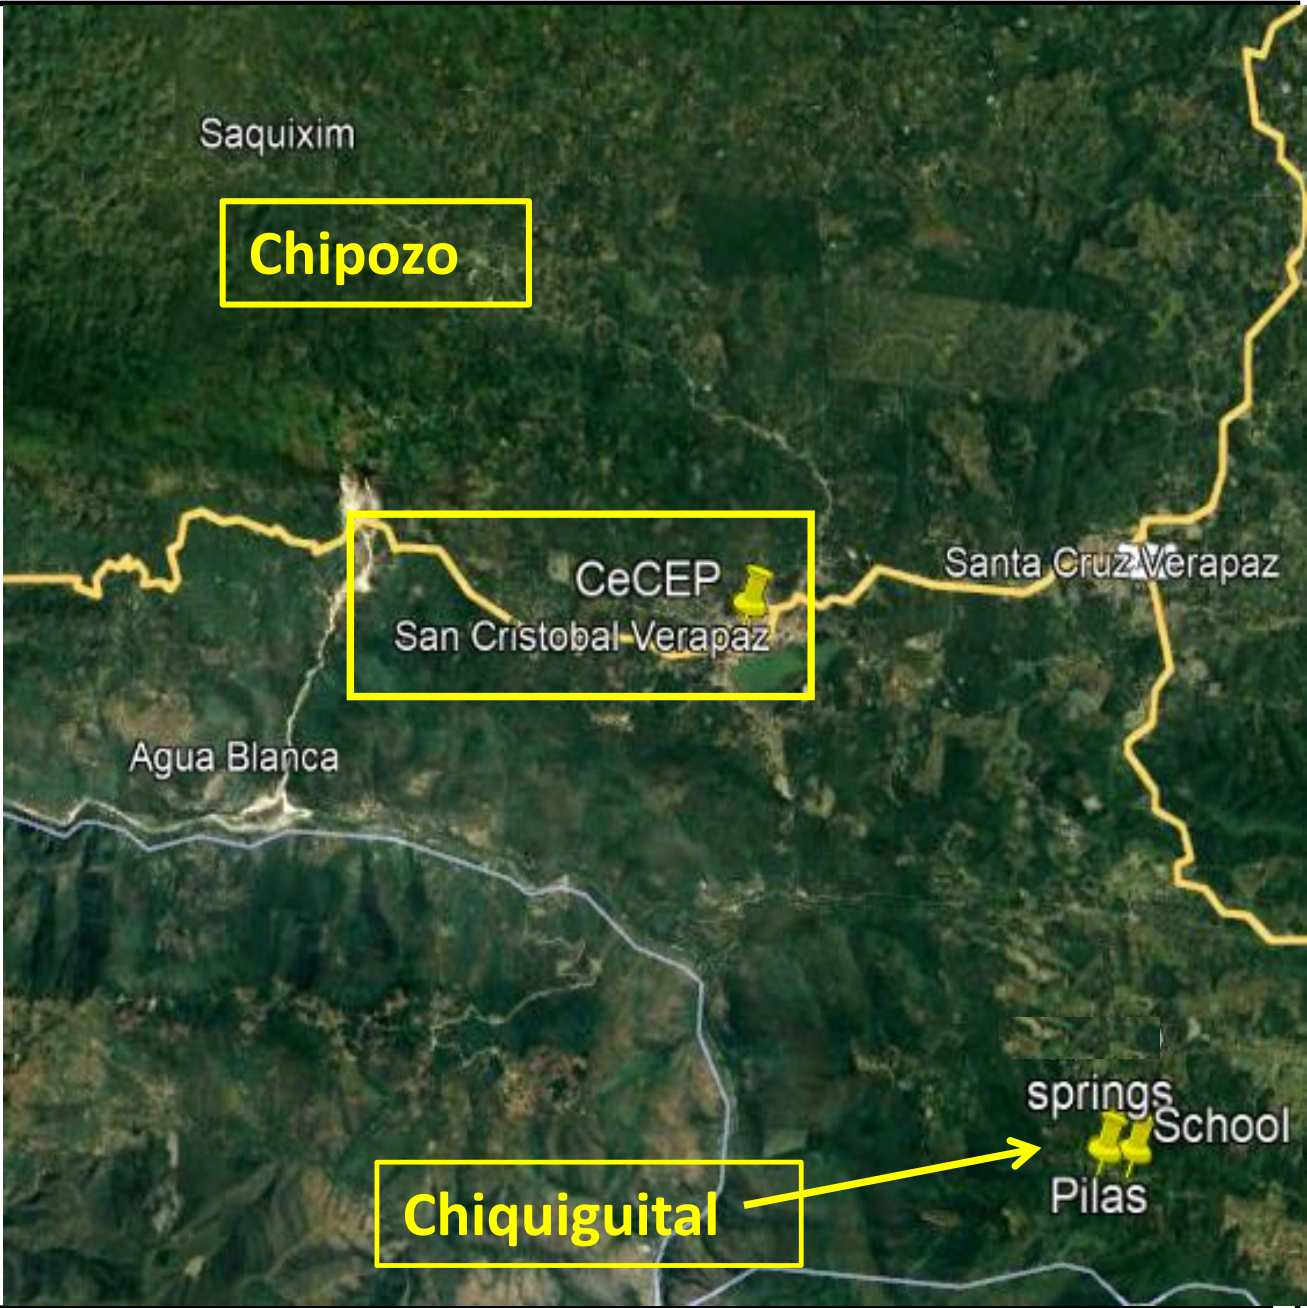 Saquixim
Chipozo
CeCEP
Santa Cruz Verapaz
San Cristobal Verapaz
Agua Blanca
springs
School
Pilas
Chiquiguital